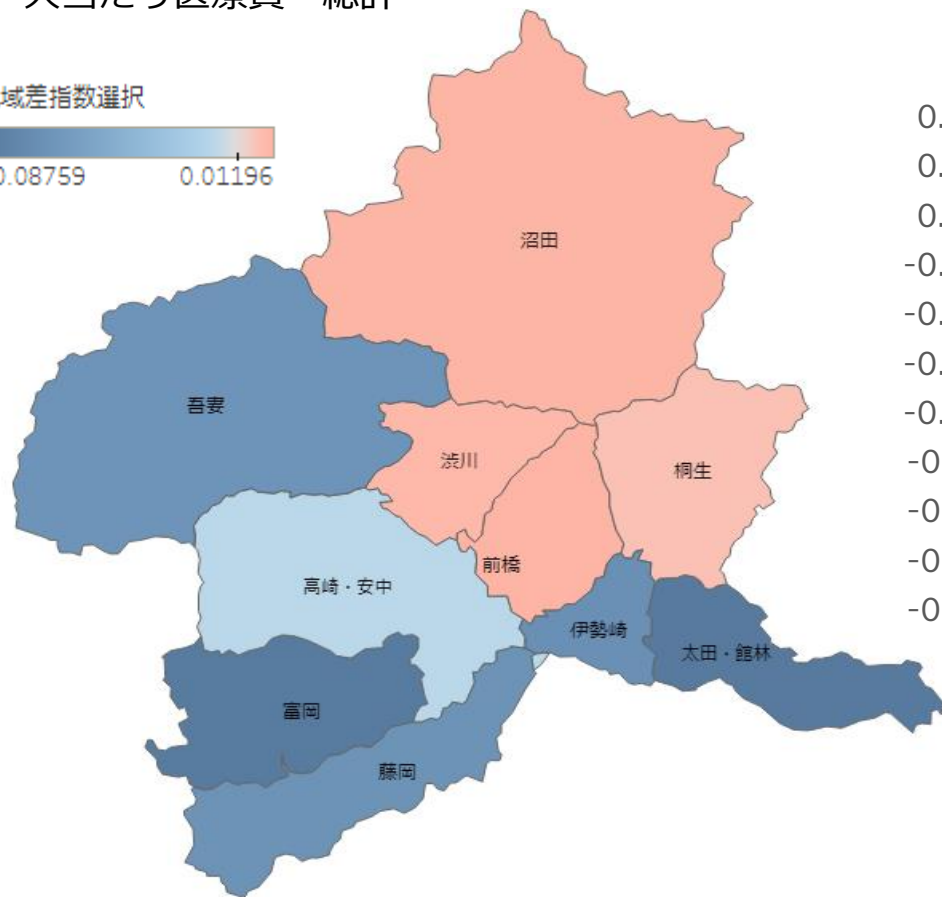 人当たり医療費 総計
域差指数選択
0.08759 0.01196
沼田
吾妻
渋川
桐生
前橋
高崎・安中
伊勢崎
太田・館林
富岡
藤岡
0.
0.
0.
-0.
-0.
-0.
-0.
-0
-0
-0
-0